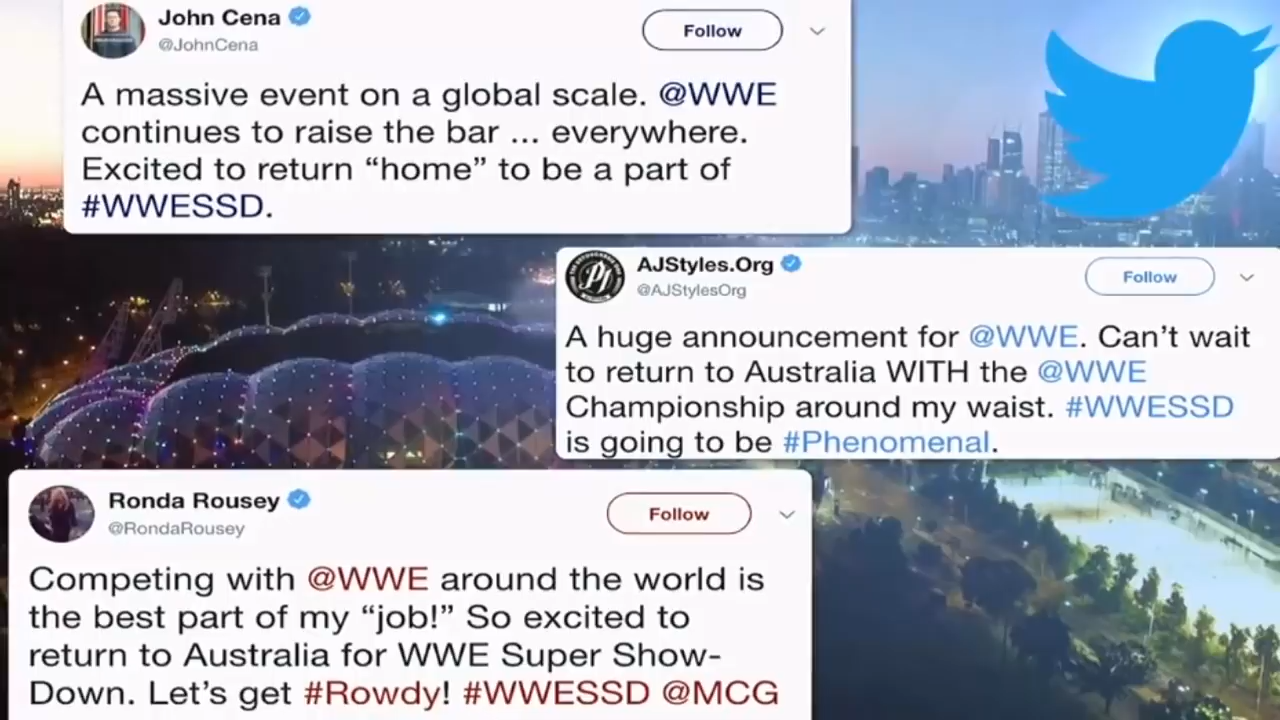 John Cena
@JohnCena
Follow
A massive event on a global scale. @WWE
continues to raise the bar ... everywhere.
Excited to return “home” to be a part of
#WWESSD.
AJStyles.Org
@AJStylesOrg
Follow
A huge announcement for @WWE. Can’t wait
to return to Australia WITH the @WWE
Championship around my waist. #WWESSD
is going to be #Phenomenal.
Ronda Rousey
@RondaRousey
Follow
Competing with @WWE around the world is
the best part of my “job!” So excited to
return to Australia for WWE Super Show-
Down. Let’s get #Rowdy! #WWESSD @MCG